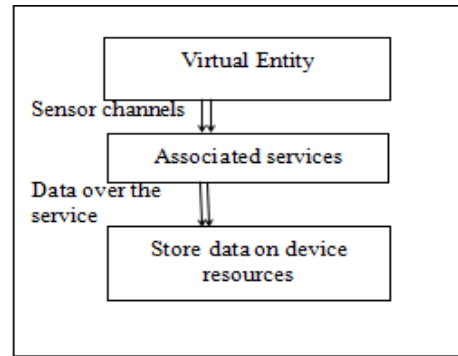 Virtual Entity
Sensor channels
Associated services
Data over the
service
Store data on device
resources